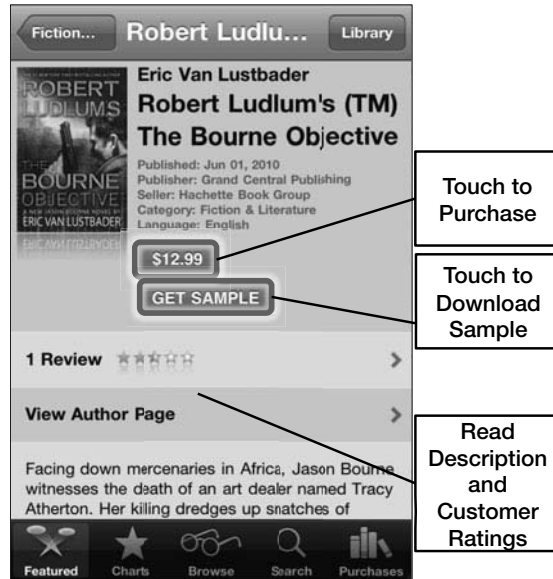 Fiction...
Robert Ludlu...
Library
ROBERT
LUDLUMS
THE
BOURNE
OBJECTIVE
ERIC VAN LUSTBADER
Eric Van Lustbader
Robert Ludlum's (TM)
The Bourne Objective
Published: Jun 01, 2010
Publisher: Grand Central Publishing
Seller: Hachette Book Group
Category: Fiction & Literature
Language: English
$12.99
GET SAMPLE
Touch to
Purchase
Touch to
Download
Sample
1 Review
View Author Page
Read
Description
and
Customer
Ratings
Facing down mercenaries in Africa, Jason Bourne
witnesses the death of an art dealer named Tracy
Atherton. Her killing dredges up snatches of
Featured
Charts
Browse
Search
Purchases